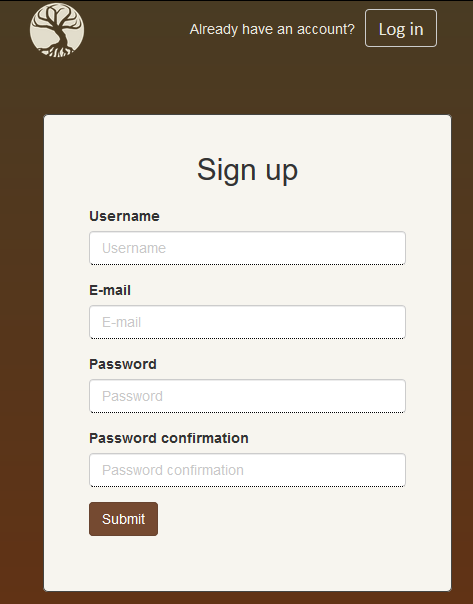 Already have an account? Log in
Sign up
Username
Username
E-mail
E-mail
Password
Password
Password confirmation
Password confirmation
Submit